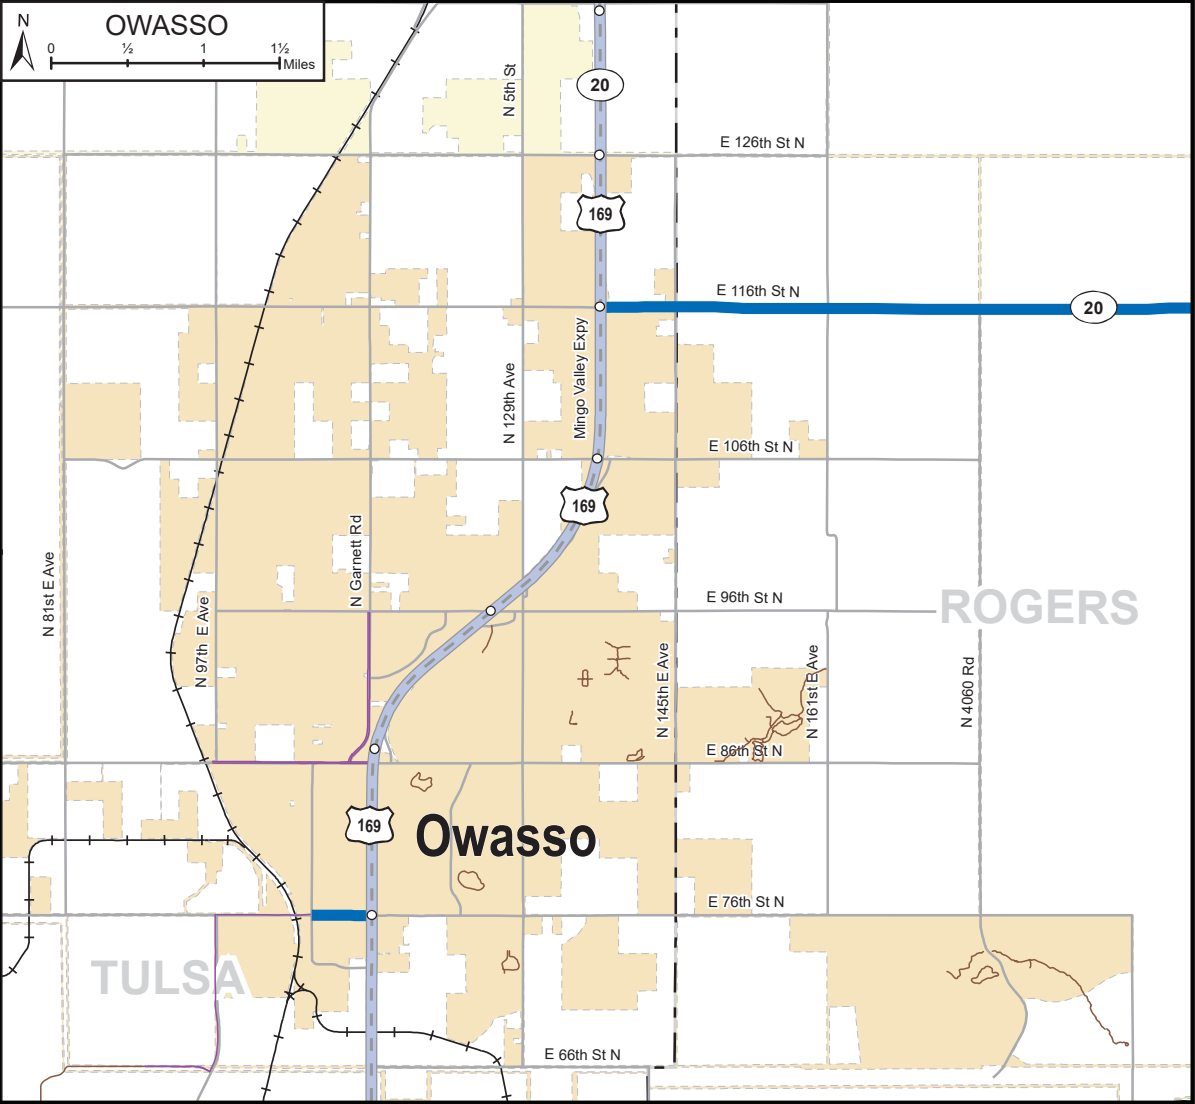 OWASSO
N
0 ½ 1 1½
Miles
N 5th St
20
E 126th St N
169
E 116th St N
20
Mingo Valley Expy
N 129th Ave
E 106th St N
169
N Garnett Rd
N 81st E Ave
N 97th E Ave
E 96th St N
ROGERS
N 145th E Ave
N 161st E Ave
N 4060 Rd
E 86th St N
169
Owasso
E 76th St N
TULSA
E 66th St N